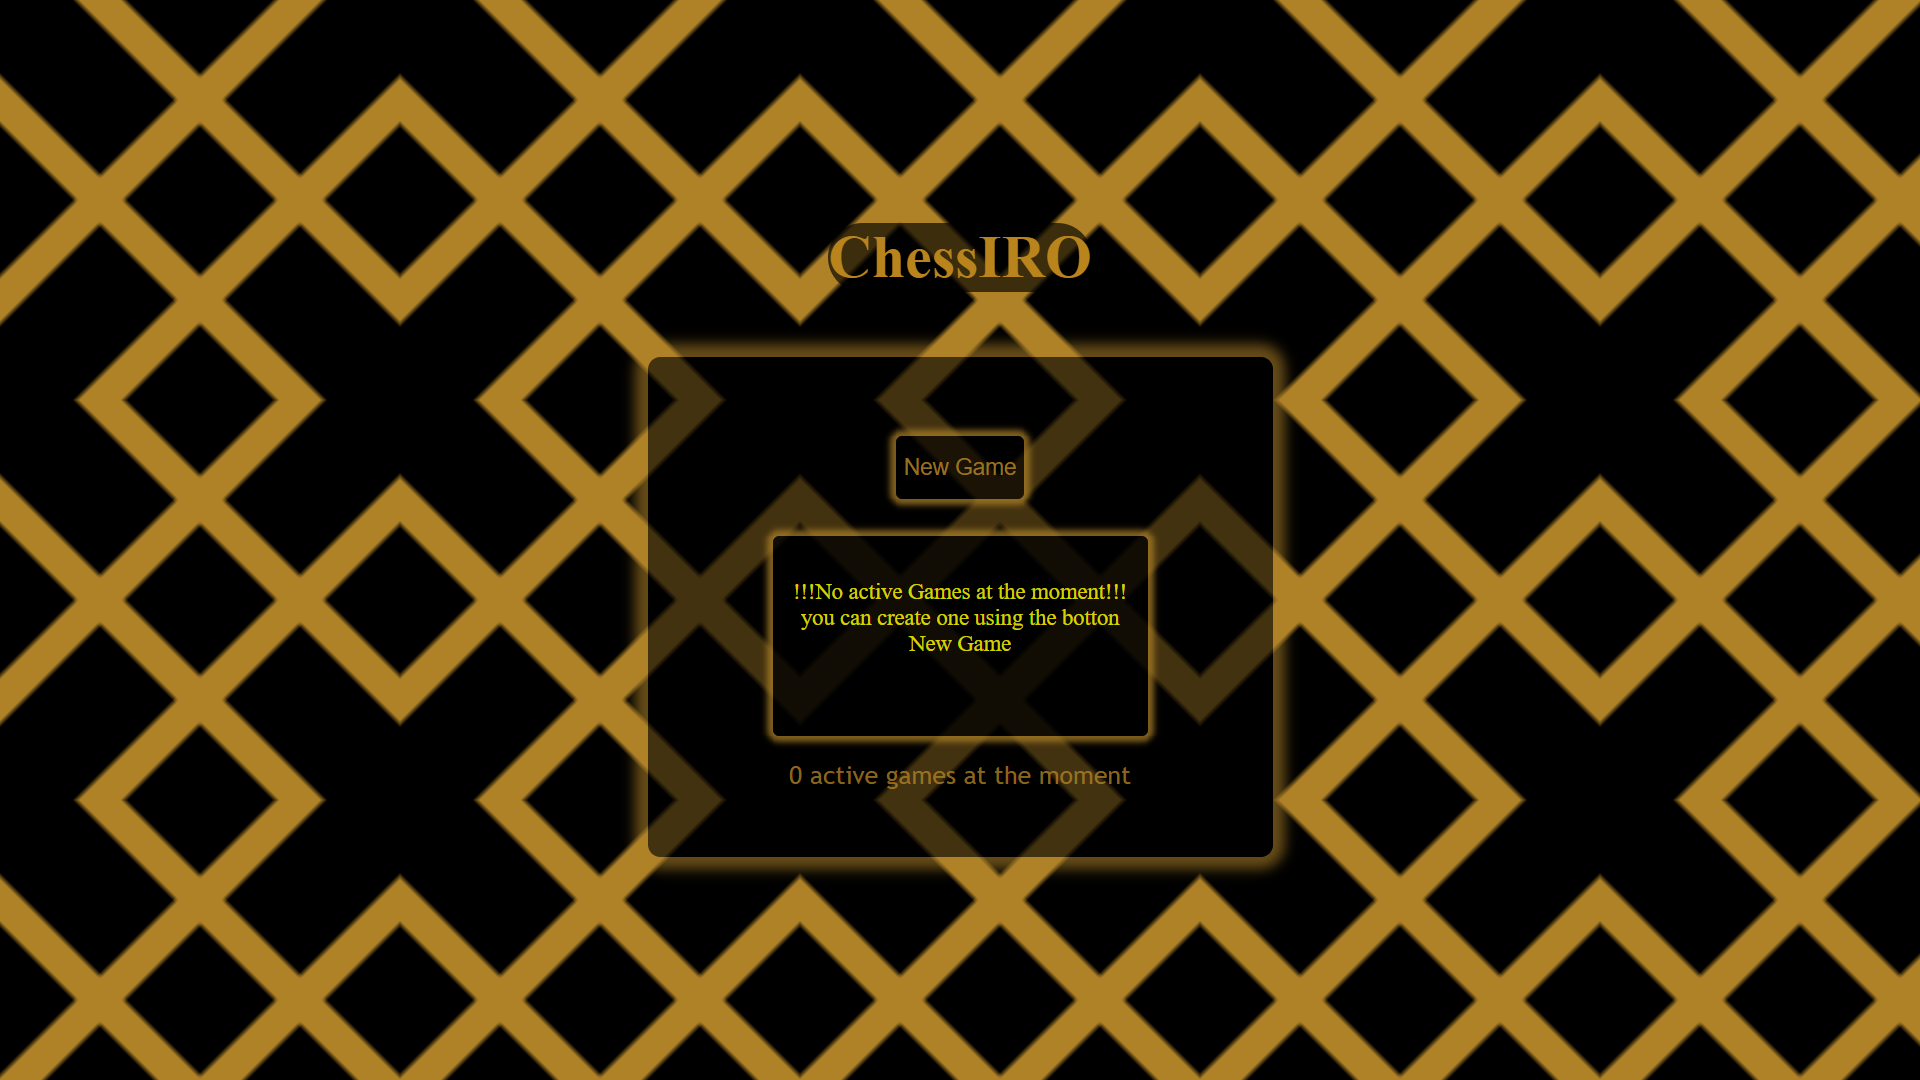 ChessIRO
New Game
!!!No active Games at the moment!!!
you can create one using the botton
New Game
0 active games at the moment